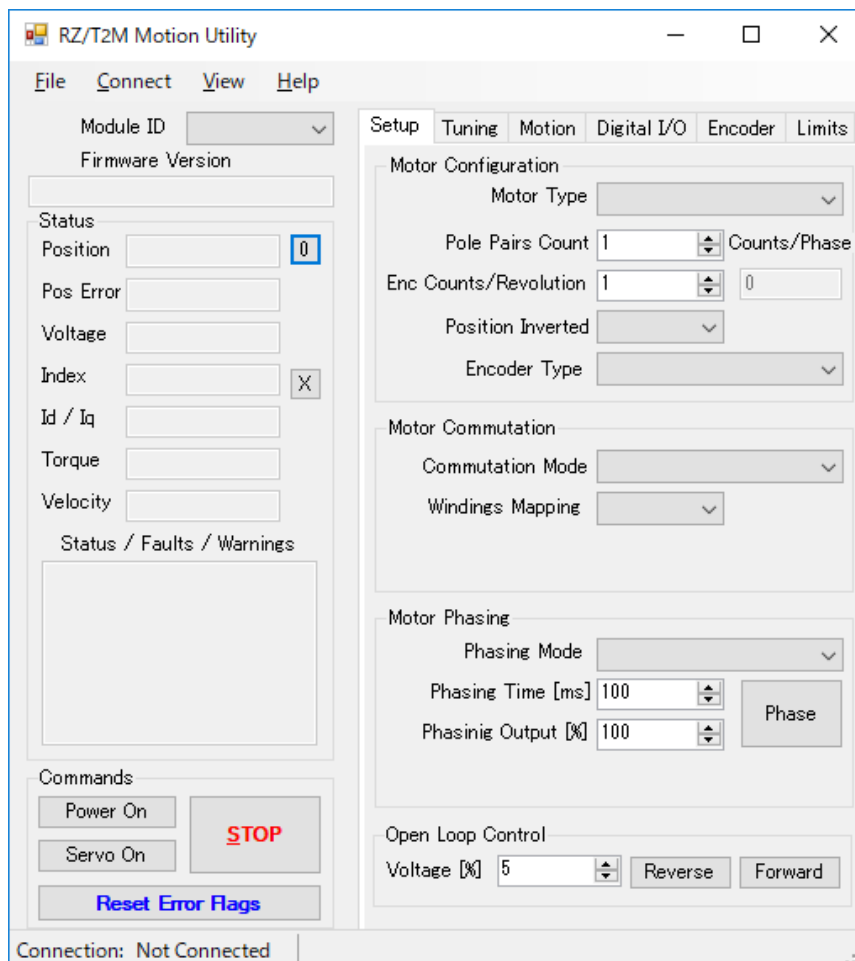 RZ/T2M Motion Utility
File Connect View Help
Module ID
Firmware Version
Status
Position 0
Pos Error
Voltage
Index X
Id / Iq
Torque
Velocity
Status / Faults / Warnings
Commands
Power On
Servo On
STOP
Reset Error Flags
Setup Tuning Motion Digital I/O Encoder Limits
Motor Configuration
Motor Type
Pole Pairs Count 1 Counts/Phase
Enc Counts/Revolution 1 0
Position Inverted
Encoder Type
Motor Commutation
Commutation Mode
Windings Mapping
Motor Phasing
Phasing Mode
Phasing Time [ms] 100
Phasinig Output [%] 100
Phase
Open Loop Control
Voltage [%] 5 Reverse Forward
Connection: Not Connected